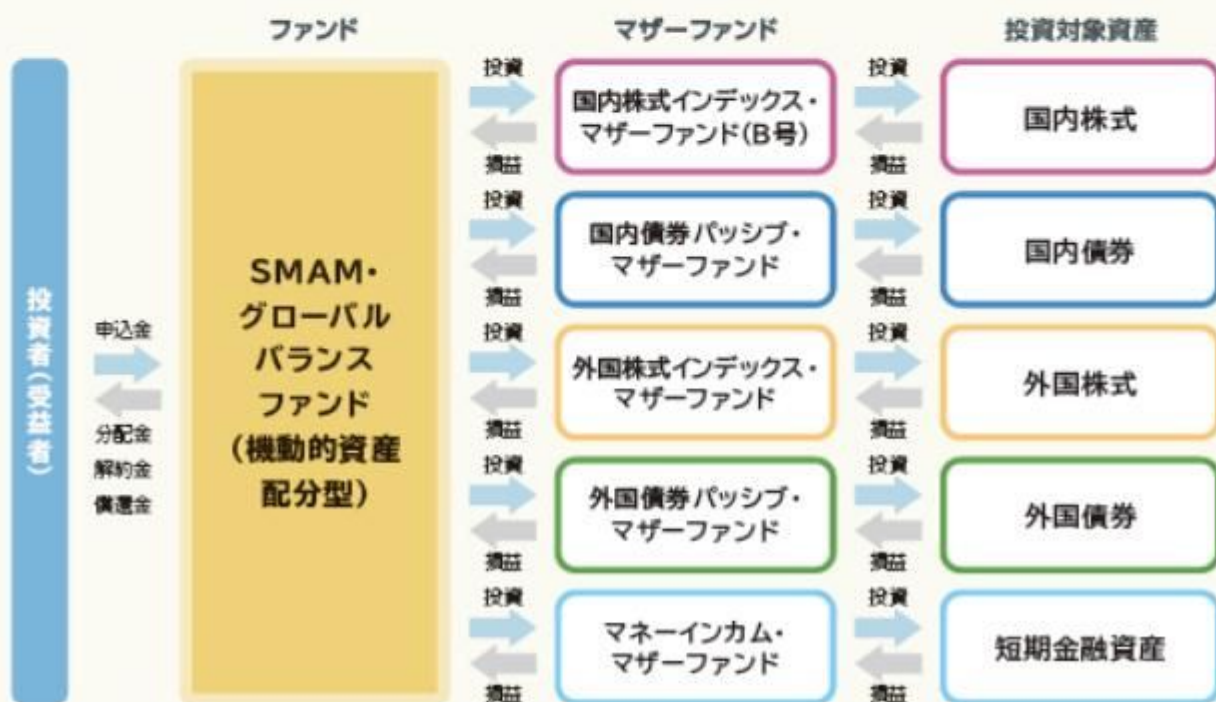 ファンド
マザーファンド
投資対象資産
投資者(受益者)
申込金
分配金
解約金
償還金
SMAM・
グローバル
バランス
ファンド
(機動的資産
配分型)
投資
損益
国内株式インデックス・
マザーファンド(B号)
投資
損益
国内株式
投資
損益
国内債券パッシブ・
マザーファンド
投資
損益
国内債券
投資
損益
外国株式インデックス・
マザーファンド
投資
損益
外国株式
投資
損益
外国債券パッシブ・
マザーファンド
投資
損益
外国債券
投資
損益
マネーインカム・
マザーファンド
投資
損益
短期金融資産